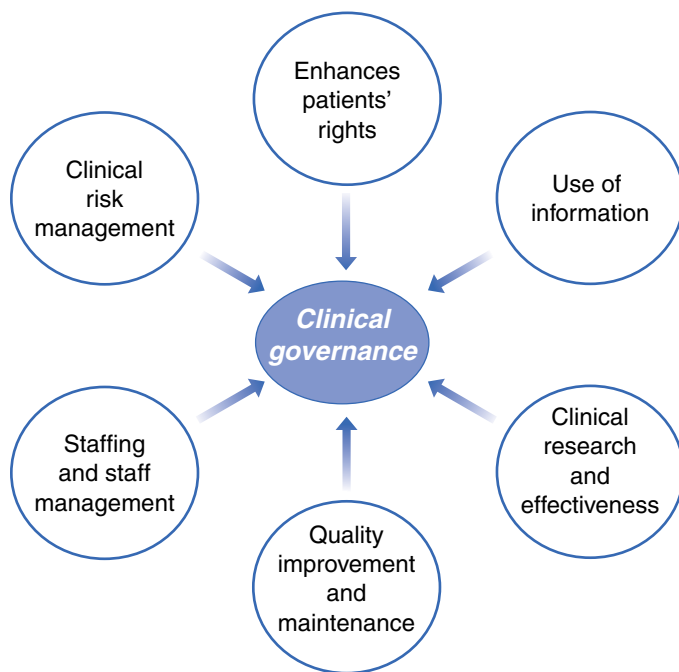 Enhances
patients’
rights
Clinical
risk
management
Use of
information
Clinical
governance
Staffing
and staff
management
Clinical
research
and
effectiveness
Quality
improvement
and
maintenance